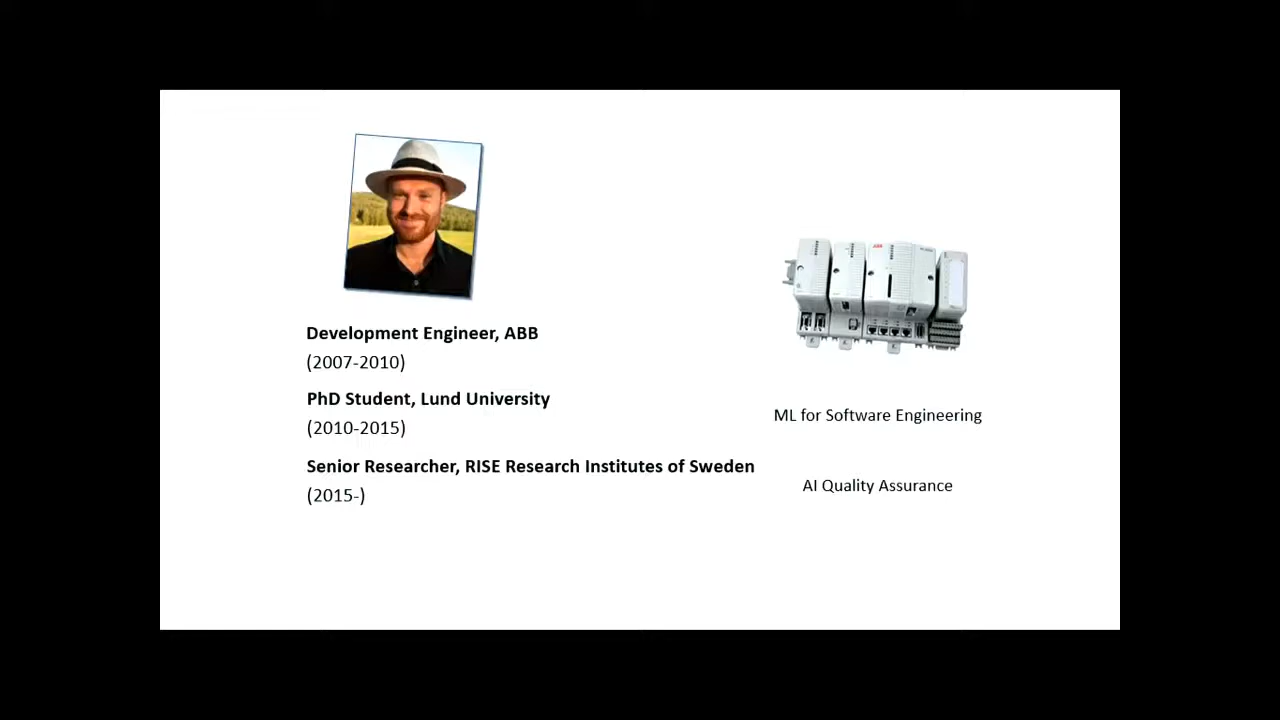 ABB
Development Engineer, ABB
(2007-2010)
PhD Student, Lund University
(2010-2015)
ML for Software Engineering
Senior Researcher, RISE Research Institutes of Sweden
(2015-)
AI Quality Assurance